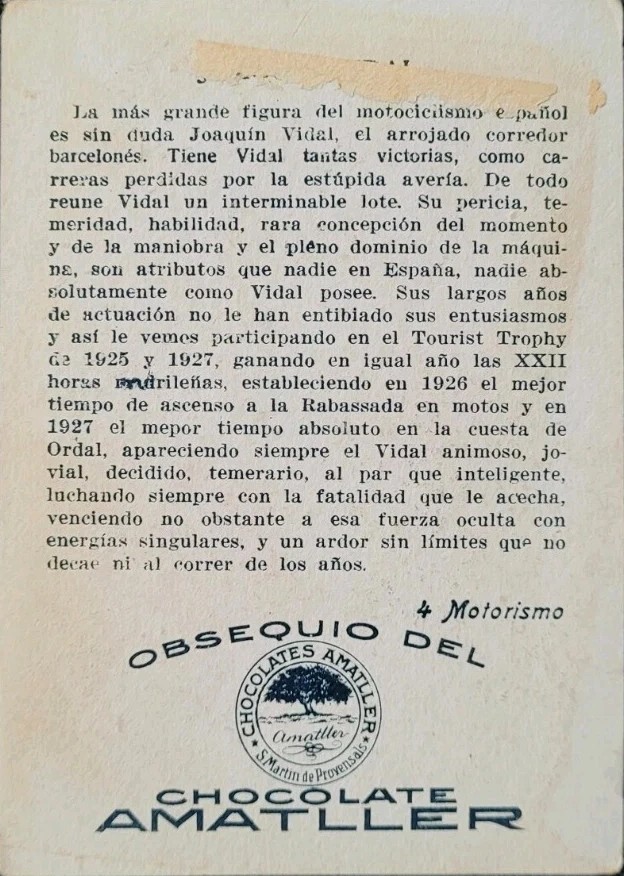 La más grande figura del motociclismo español
es sin duda Joaquín Vidal, el arrojado corredor
barcelonés. Tiene Vidal tantas victorias, como ca-
rreras perdidas por la estúpida avería. De todo
reune Vidal un interminable lote. Su pericia, te-
meridad, habilidad, rara concepción del momento
y de la maniobra y el pleno dominio de la máqui-
na, son atributos que nadie en España, nadie ab-
solutamente como Vidal posee. Sus largos años
de actuación no le han entibiado sus entusiasmos
y así le vemos participando en el Tourist Trophy
de 1925 y 1927, ganando en igual año las XXII
horas madrileñas, estableciendo en 1926 el mejor
tiempo de ascenso a la Rabassada en motos y en
1927 el mepor tiempo absoluto en la cuesta de
Ordal, apareciendo siempre el Vidal animoso, jo-
vial, decidido, temerario, al par que inteligente,
luchando siempre con la fatalidad que le acecha,
venciendo no obstante a esa fuerza oculta con
energías singulares, y un ardor sin límites que no
decae ni al correr de los años.
4 Motorismo
OBSEQUIO DEL
CHOCOLATES AMATLLER
Amatller
S. Martin de Provensals
CHOCOLATE
AMATLLER